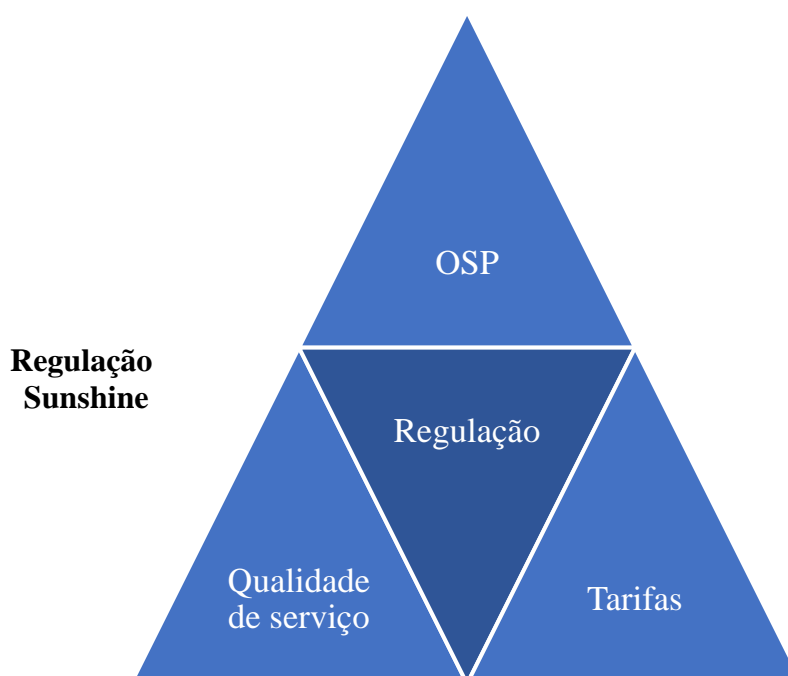 OSP
Regulação
Sunshine
Regulação
Qualidade
de serviço
Tarifas